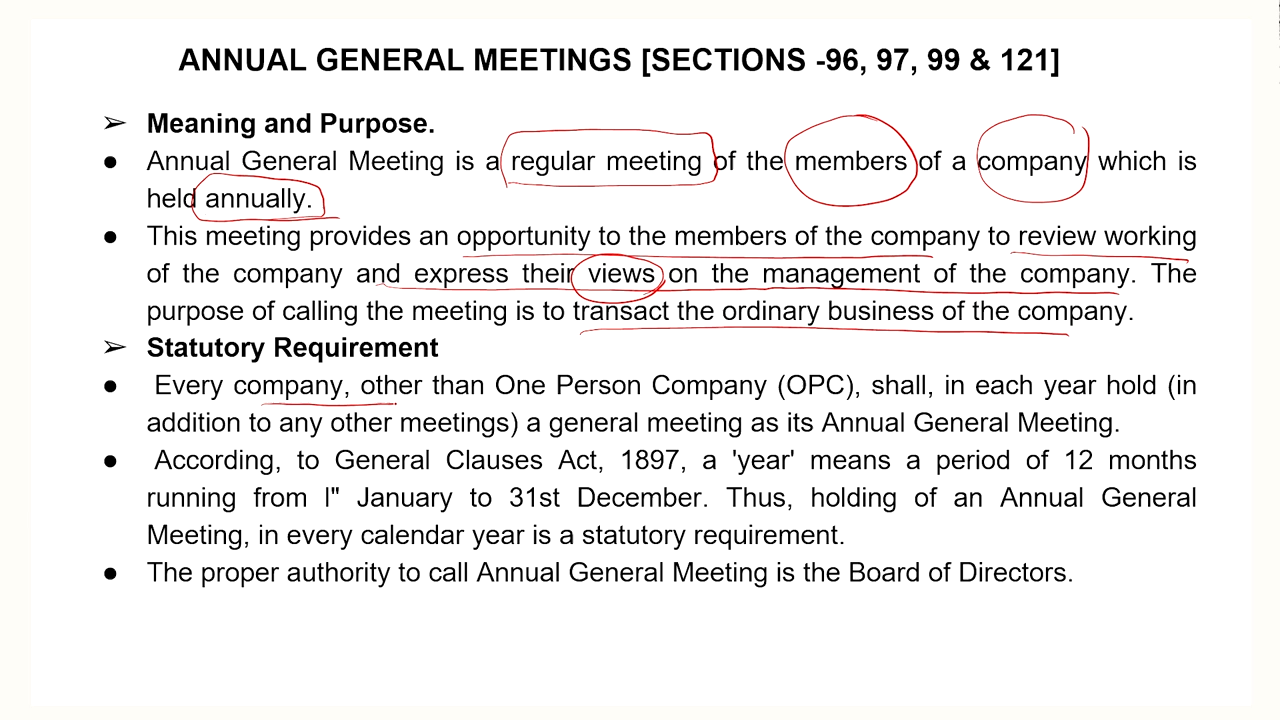 ANNUAL GENERAL MEETINGS [SECTIONS -96, 97, 99 & 121]
➢ Meaning and Purpose.
● Annual General Meeting is a regular meeting of the members of a company which is
held annually.
● This meeting provides an opportunity to the members of the company to review working
of the company and express their views on the management of the company. The
purpose of calling the meeting is to transact the ordinary business of the company.
➢ Statutory Requirement
● Every company, other than One Person Company (OPC), shall, in each year hold (in
addition to any other meetings) a general meeting as its Annual General Meeting.
● According, to General Clauses Act, 1897, a 'year' means a period of 12 months
running from l" January to 31st December. Thus, holding of an Annual General
Meeting, in every calendar year is a statutory requirement.
● The proper authority to call Annual General Meeting is the Board of Directors.